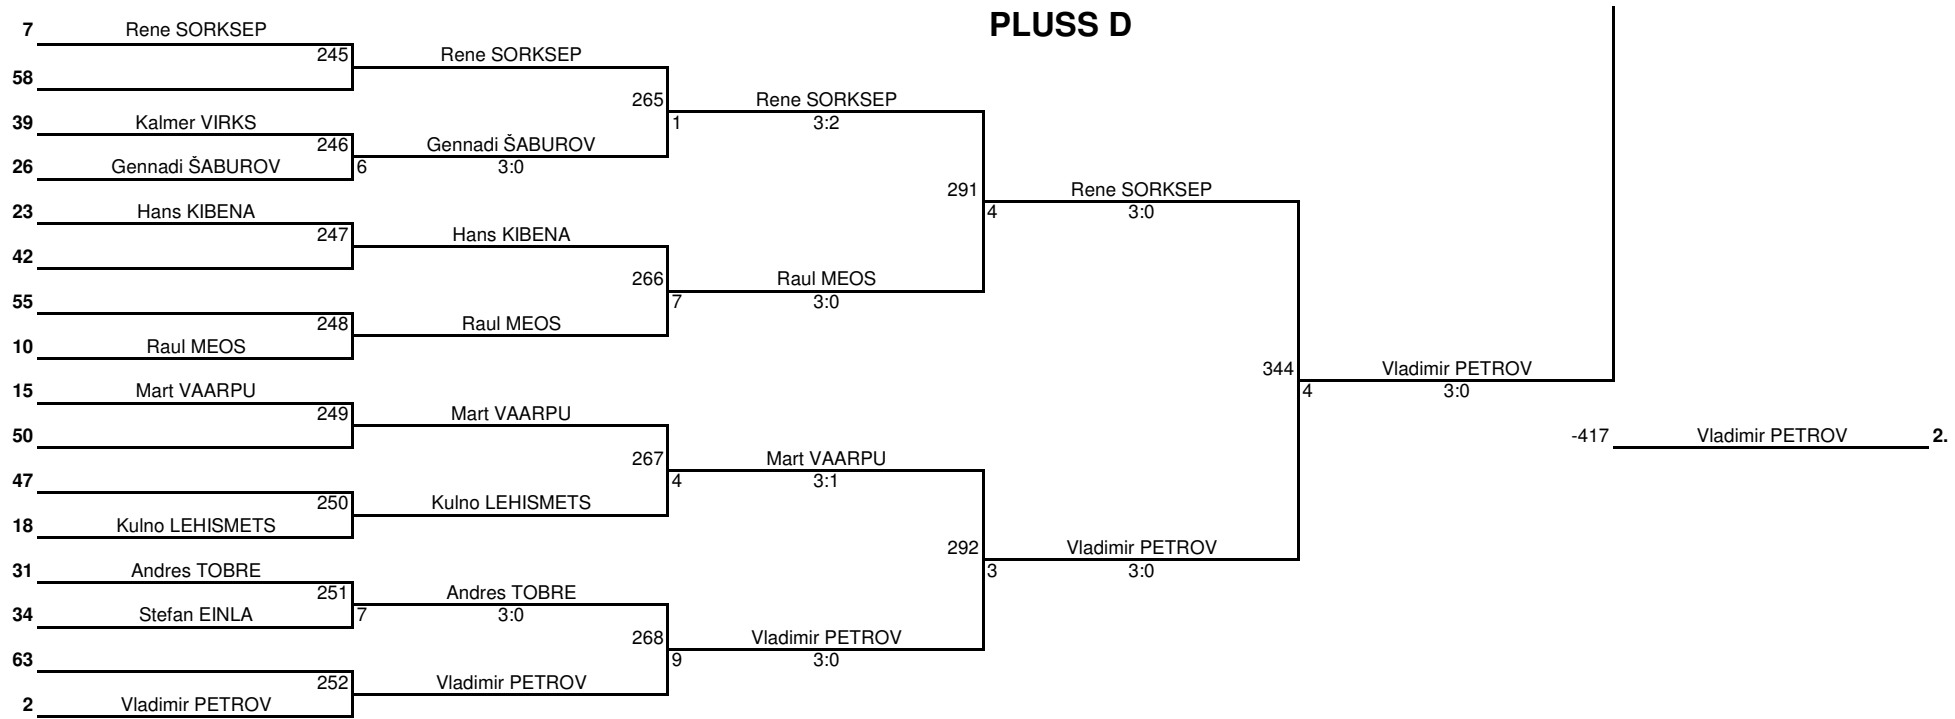 PLUSS D
7 Rene SORKSEP
245 Rene SORKSEP
58
265 Rene SORKSEP
39 Kalmer VIRKS
1 3:2
246 Gennadi ŠABUROV
26 Gennadi ŠABUROV
6 3:0
291 Rene SORKSEP
23 Hans KIBENA
4 3:0
247 Hans KIBENA
42
266 Raul MEOS
55
7 3:0
248 Raul MEOS
10 Raul MEOS
344 Vladimir PETROV
15 Mart VAARPU
4 3:0
249 Mart VAARPU
50
-417 Vladimir PETROV 2.
267 Mart VAARPU
47
4 3:1
250 Kulno LEHISMETS
18 Kulno LEHISMETS
292 Vladimir PETROV
31 Andres TOBRE
3 3:0
251 Andres TOBRE
34 Stefan EINLA
7 3:0
268 Vladimir PETROV
63
9 3:0
252 Vladimir PETROV
2 Vladimir PETROV